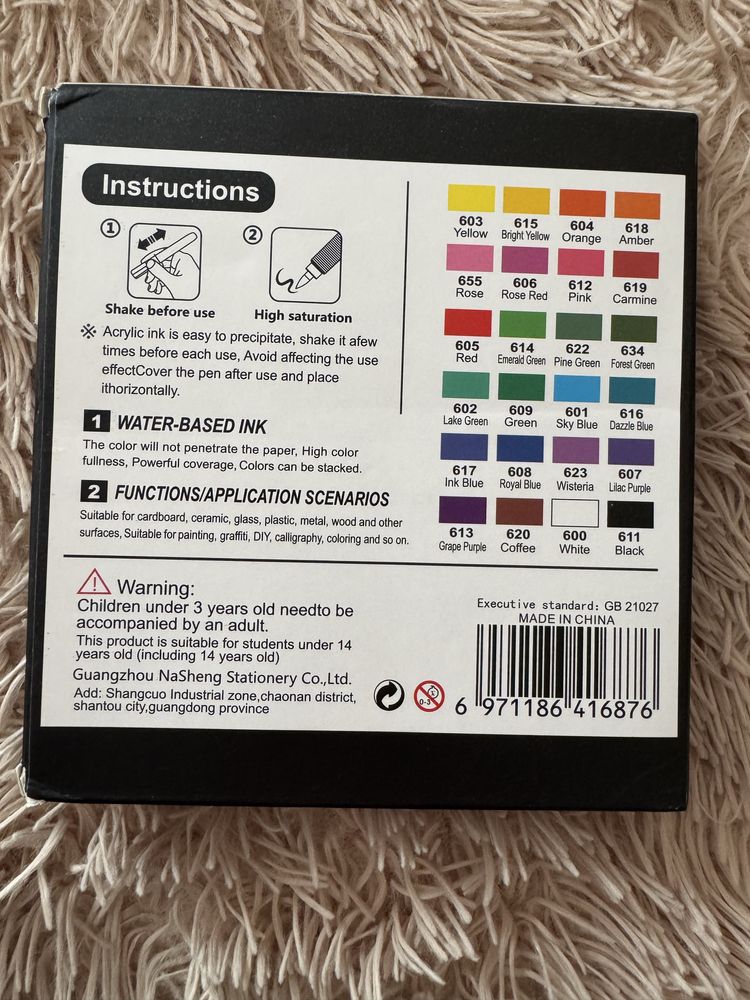 Instructions
①
②
Shake before use
High saturation
※ Acrylic ink is easy to precipitate, shake it afew
times before each use, Avoid affecting the use
effectCover the pen after use and place
ithorizontally.
1 WATER-BASED INK
The color will not penetrate the paper, High color
fullness, Powerful coverage, Colors can be stacked.
2 FUNCTIONS/APPLICATION SCENARIOS
Suitable for cardboard, ceramic, glass, plastic, metal, wood and other
surfaces, Suitable for painting, graffiti, DIY, calligraphy, coloring and so on.
603 615 604 618
Yellow Bright Yellow Orange Amber
655 606 612 619
Rose Rose Red Pink Carmine
605 614 622 634
Red Emerald Green Pine Green Forest Green
602 609 601 616
Lake Green Green Sky Blue Dazzle Blue
617 608 623 607
Ink Blue Royal Blue Wisteria Lilac Purple
613 620 600 611
Grape Purple Coffee White Black
Warning:
Children under 3 years old needto be
accompanied by an adult.
This product is suitable for students under 14
years old (including 14 years old)
Guangzhou NaSheng Stationery Co.,Ltd.
Add: Shangcuo Industrial zone,chaonan district,
shantou city,guangdong province
0-3
Executive standard: GB 21027
MADE IN CHINA
6 971186 416876